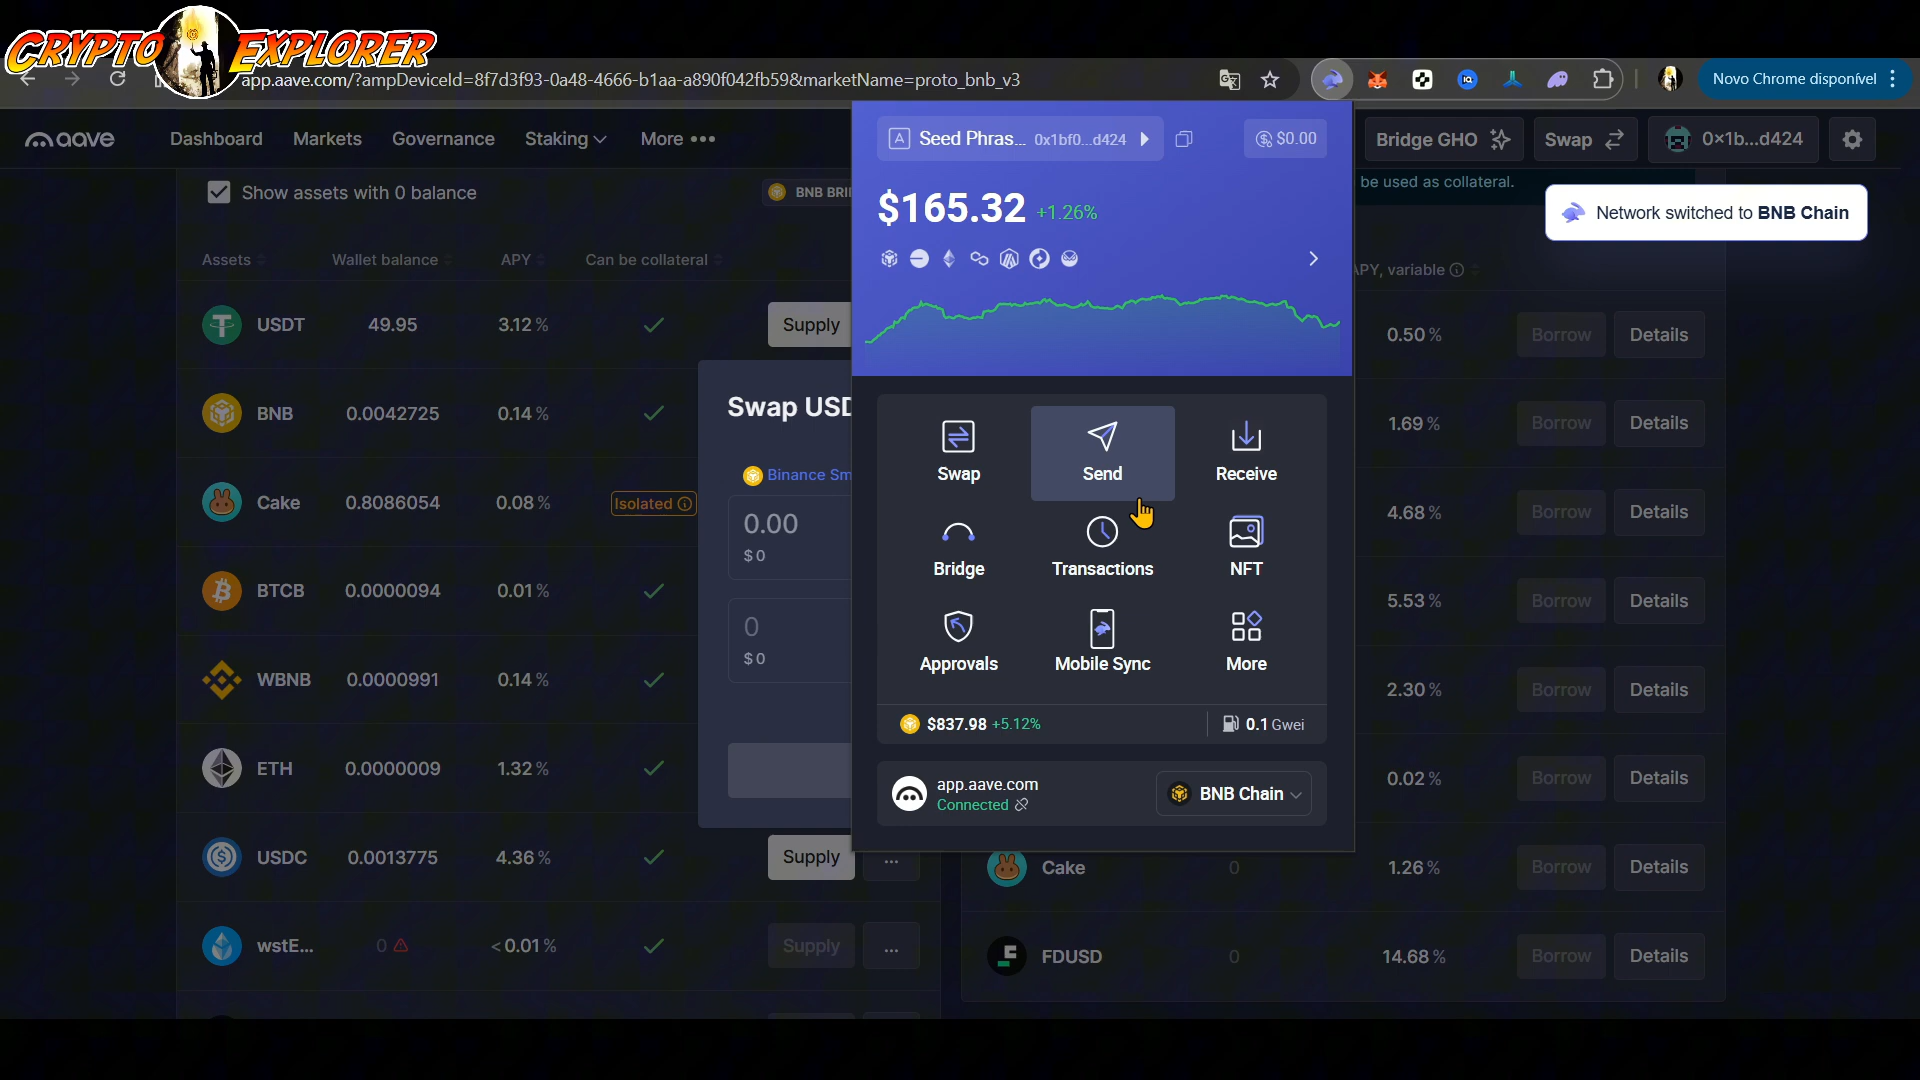 CRYPTO EXPLORER
app.aave.com/?ampDeviceId=8f7d3f93-0a48-4666-b1aa-a890f042fb59&marketName=proto_bnb_v3
Novo Chrome disponível
aave
Dashboard
Markets
Governance
Staking
More
Bridge GHO
Swap
0x1b...d424
Show assets with 0 balance
BNB BRI
be used as collateral.
Network switched to BNB Chain
Assets
Wallet balance
APY
Can be collateral
APY, variable
USDT 49.95 3.12 % Supply
BNB 0.0042725 0.14 %
Cake 0.8086054 0.08 % Isolated
BTCB 0.0000094 0.01 %
WBNB 0.0000991 0.14 %
ETH 0.0000009 1.32 %
USDC 0.0013775 4.36 % Supply ...
wstE... 0 <0.01 % Supply ...
Swap USD
Binance Sm
0.00
$ 0
0
$ 0
A Seed Phras... 0x1bf0...d424
$0.00
$165.32 +1.26%
Swap
Send
Receive
Bridge
Transactions
NFT
Approvals
Mobile Sync
More
$837.98 +5.12%
0.1 Gwei
app.aave.com
Connected
BNB Chain
0.50 % Borrow Details
1.69 % Borrow Details
4.68 % Borrow Details
5.53 % Borrow Details
2.30 % Borrow Details
0.02 % Borrow Details
Cake 0 1.26 % Borrow Details
FDUSD 0 14.68 % Borrow Details